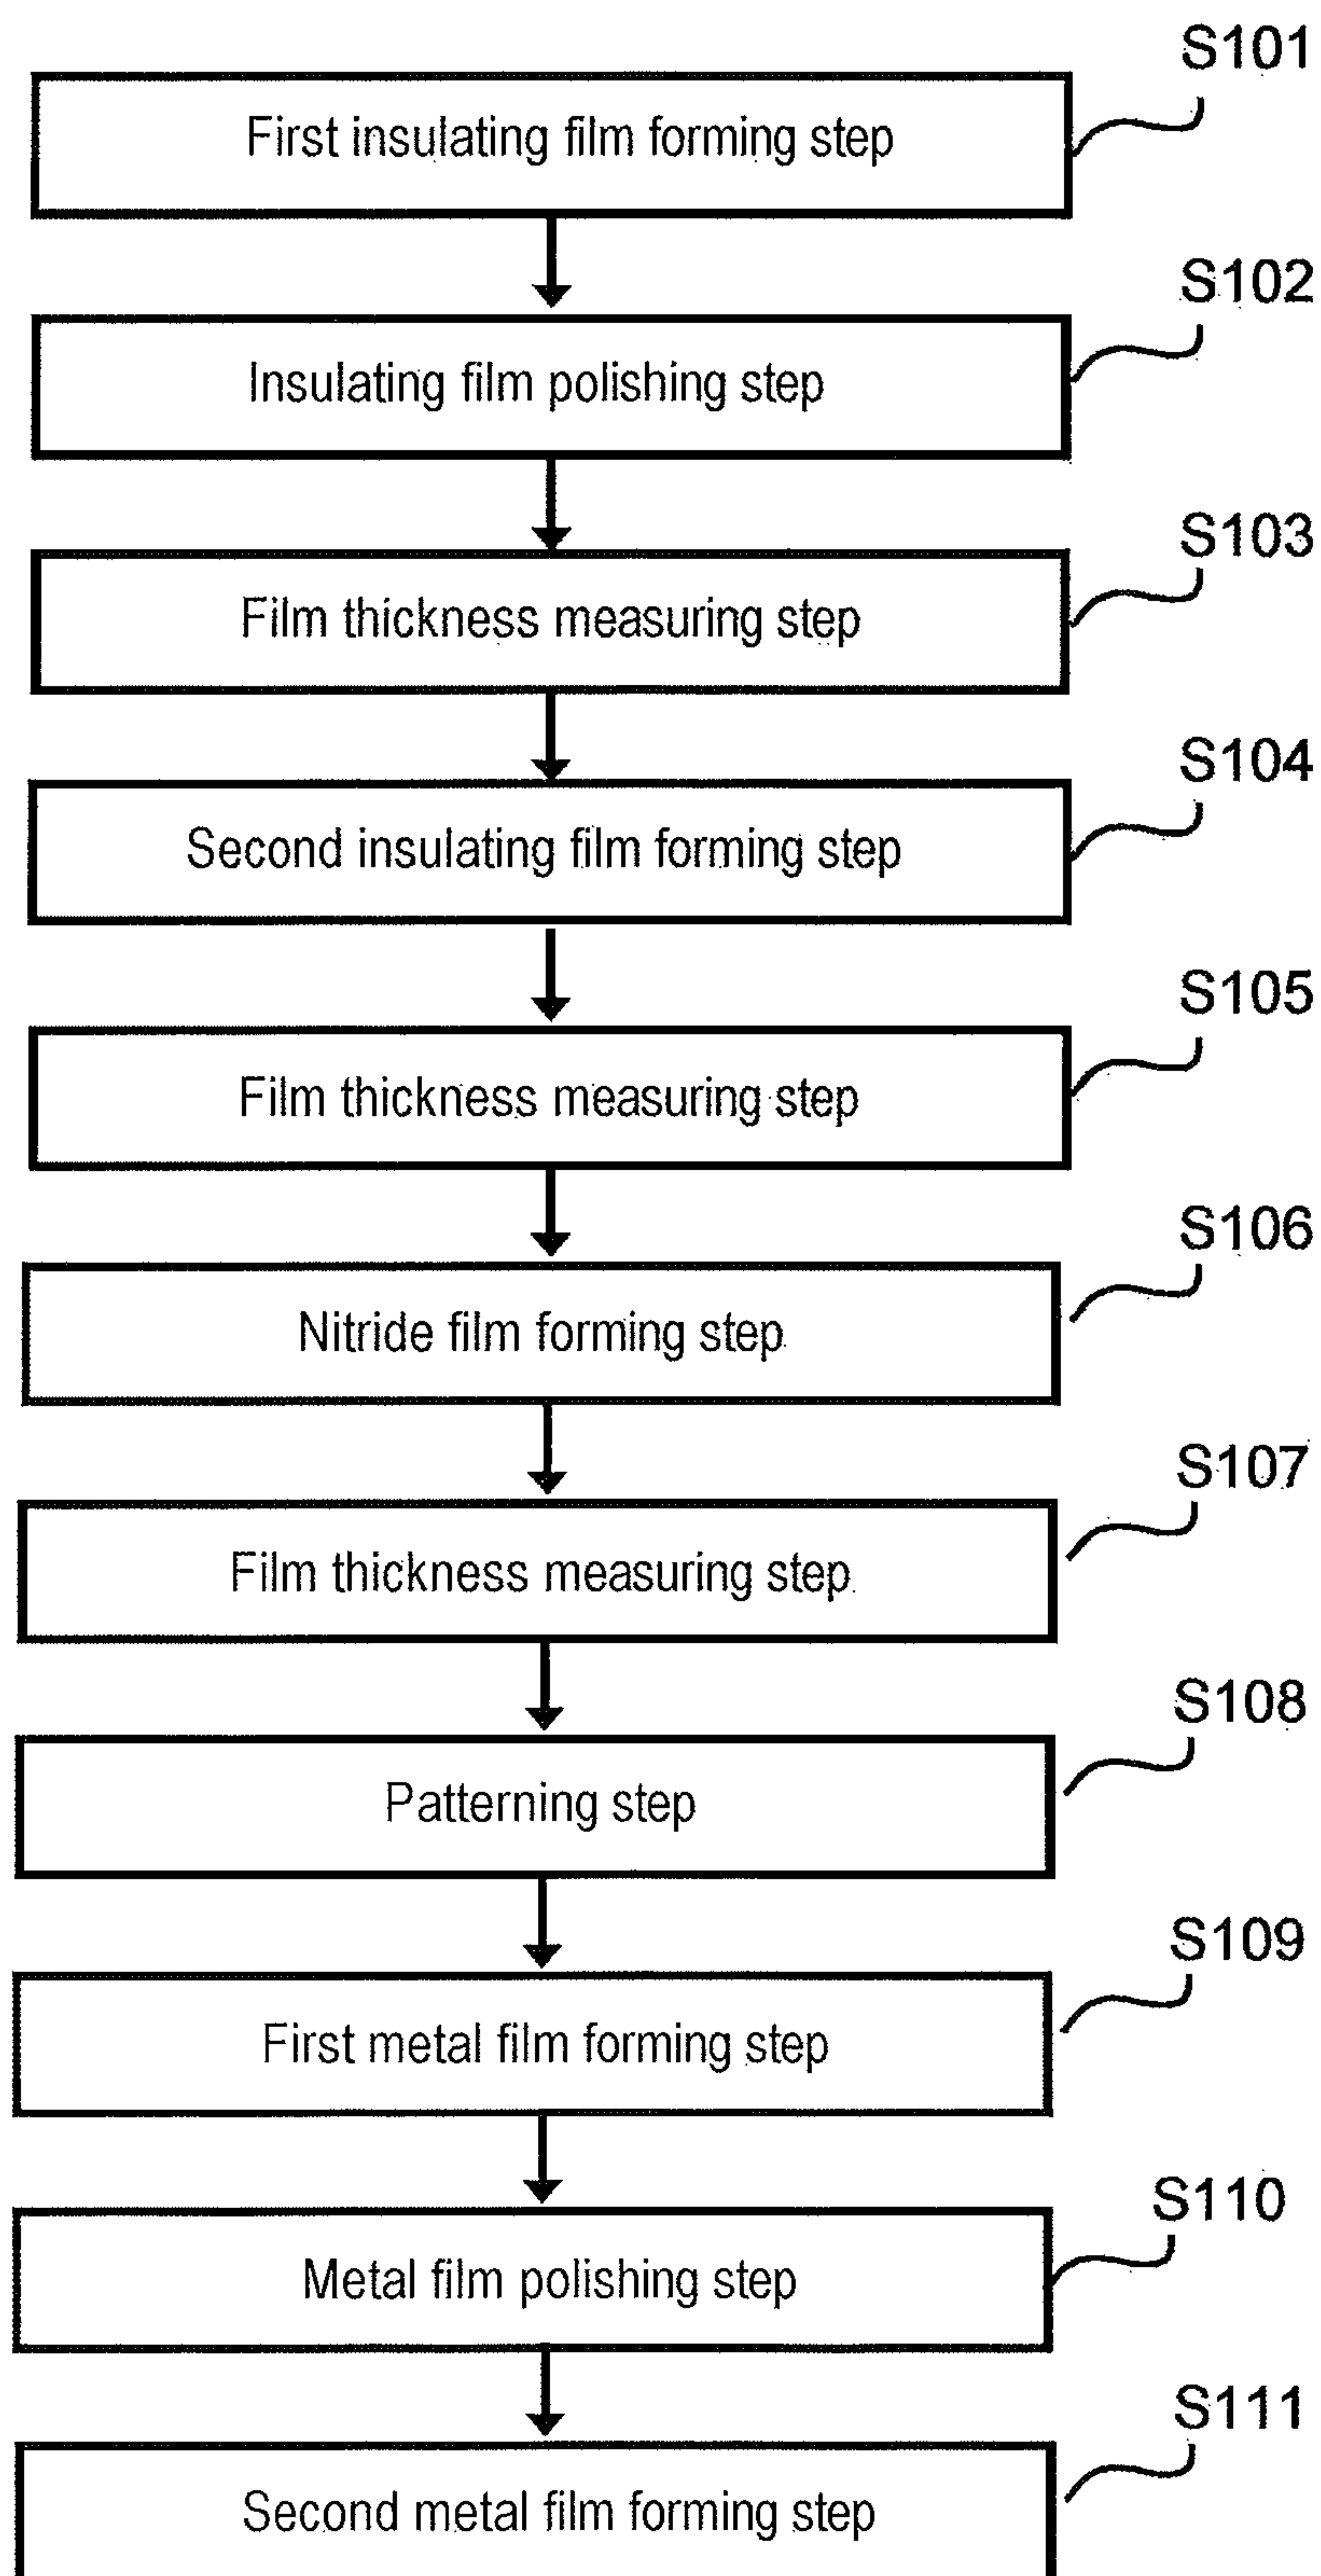 S101
First insulating film forming step
S102
Insulating film polishing step
S103
Film thickness measuring step
S104
Second insulating film forming step
S105
Film thickness measuring step
S106
Nitride film forming step
S107
Film thickness measuring step
S108
Patterning step
S109
First metal film forming step
S110
Metal film polishing step
S111
Second metal film forming step